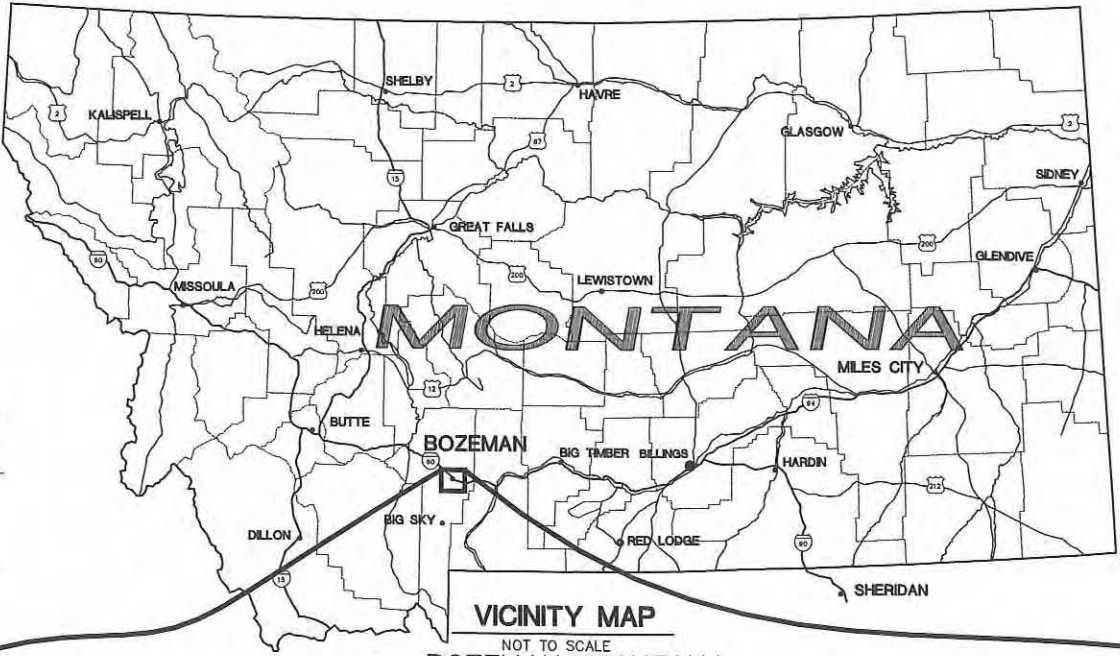 SHELBY
2
HAVRE
2
KALISPELL
87
GLASGOW
2
15
SIDNEY
GREAT FALLS
200
GLENDIVE
90
200
LEWISTOWN
MISSOULA
200
MONTANA
HELENA
MILES CITY
12
94
BUTTE
BOZEMAN
90
BIG TIMBER
BILLINGS
HARDIN
212
BIG SKY
DILLON
RED LODGE
90
15
SHERIDAN
VICINITY MAP
NOT TO SCALE